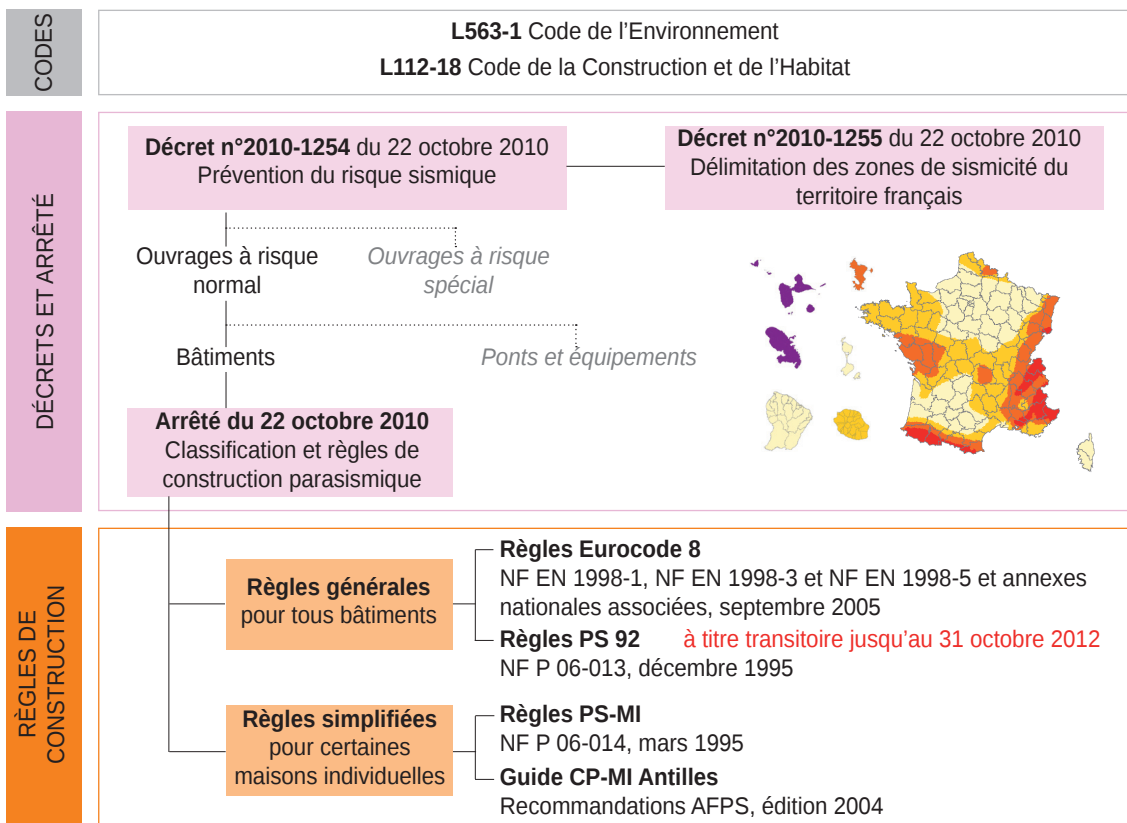 CODES
L563-1 Code de l'Environnement
L112-18 Code de la Construction et de l'Habitat
DÉCRETS ET ARRÊTÉ
Décret n°2010-1254 du 22 octobre 2010
Prévention du risque sismique
Décret n°2010-1255 du 22 octobre 2010
Délimitation des zones de sismicité du
territoire français
Ouvrages à risque
normal
Ouvrages à risque
spécial
Bâtiments
Ponts et équipements
Arrêté du 22 octobre 2010
Classification et règles de
construction parasismique
RÈGLES DE
CONSTRUCTION
Règles générales
pour tous bâtiments
Règles Eurocode 8
NF EN 1998-1, NF EN 1998-3 et NF EN 1998-5 et annexes
nationales associées, septembre 2005
Règles PS 92 à titre transitoire jusqu'au 31 octobre 2012
NF P 06-013, décembre 1995
Règles simplifiées
pour certaines
maisons individuelles
Règles PS-MI
NF P 06-014, mars 1995
Guide CP-MI Antilles
Recommandations AFPS, édition 2004